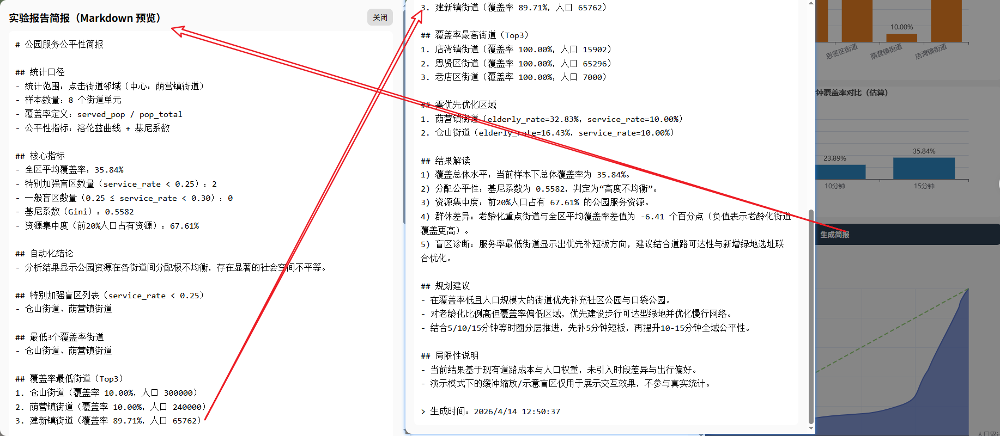 实验报告简报（Markdown 预览）
关闭
# 公园服务公平性简报
## 统计口径
- 统计范围：点击街道邻域（中心：荫营镇街道）
- 样本数量：8 个街道单元
- 覆盖率定义：served_pop / pop_total
- 公平性指标：洛伦兹曲线 + 基尼系数
## 核心指标
- 全区平均覆盖率：35.84%
- 特别加强盲区数量（service_rate < 0.25）：2
- 一般盲区数量（0.25 ≤ service_rate < 0.30）：0
- 基尼系数（Gini）：0.5582
- 资源集中度（前20%人口占有资源）：67.61%
## 自动化结论
- 分析结果显示公园资源在各街道间分配极不均衡，存在显著的社会空间不平等。
## 特别加强盲区列表（service_rate < 0.25）
- 仓山街道、荫营镇街道
## 最低3个覆盖率街道
- 仓山街道、荫营镇街道
## 覆盖率最低街道（Top3）
1. 仓山街道（覆盖率 10.00%，人口 300000）
2. 荫营镇街道（覆盖率 10.00%，人口 240000）
3. 建新镇街道（覆盖率 89.71%，人口 65762）
3. 建新镇街道（覆盖率 89.71%，人口 65762）
## 覆盖率最高街道（Top3）
1. 店湾镇街道（覆盖率 100.00%，人口 15902）
2. 思贤区街道（覆盖率 100.00%，人口 65296）
3. 老店区街道（覆盖率 100.00%，人口 7000）
## 需优先优化区域
1. 荫营镇街道（elderly_rate=32.83%，service_rate=10.00%）
2. 仓山街道（elderly_rate=16.43%，service_rate=10.00%）
## 结果解读
1) 覆盖总体水平：当前样本下总体覆盖率为 35.84%。
2) 分配公平性：基尼系数为 0.5582，判定为“高度不均衡”。
3) 资源集中度：前20%人口占有 67.61% 的公园服务资源。
4) 群体差异：老龄化重点街道与全区平均覆盖率差值为 -6.41 个百分点（负值表示老龄化街道
覆盖更高）。
5) 盲区诊断：服务率最低街道显示出优先补短板方向，建议结合道路可达性与新增绿地选址联
合优化。
## 规划建议
- 在覆盖率低且人口规模大的街道优先补充社区公园与口袋公园。
- 对老龄化比例高但覆盖率偏低区域，优先建设步行可达型绿地并优化慢行网络。
- 结合5/10/15分钟等时圈分层推进，先补5分钟短板，再提升10-15分钟全域公平性。
## 局限性说明
- 当前结果基于现有道路成本与人口权重，未引入时段差异与出行偏好。
- 演示模式下的缓冲缩放/示意盲区仅用于展示交互效果，不参与真实统计。
> 生成时间：2026/4/14 12:50:37
10.00%
思贤区街道
荫营镇街道
店湾镇街道
钟覆盖率对比（估算）
23.89%
35.84%
10分钟
15分钟
生成简报
人口累